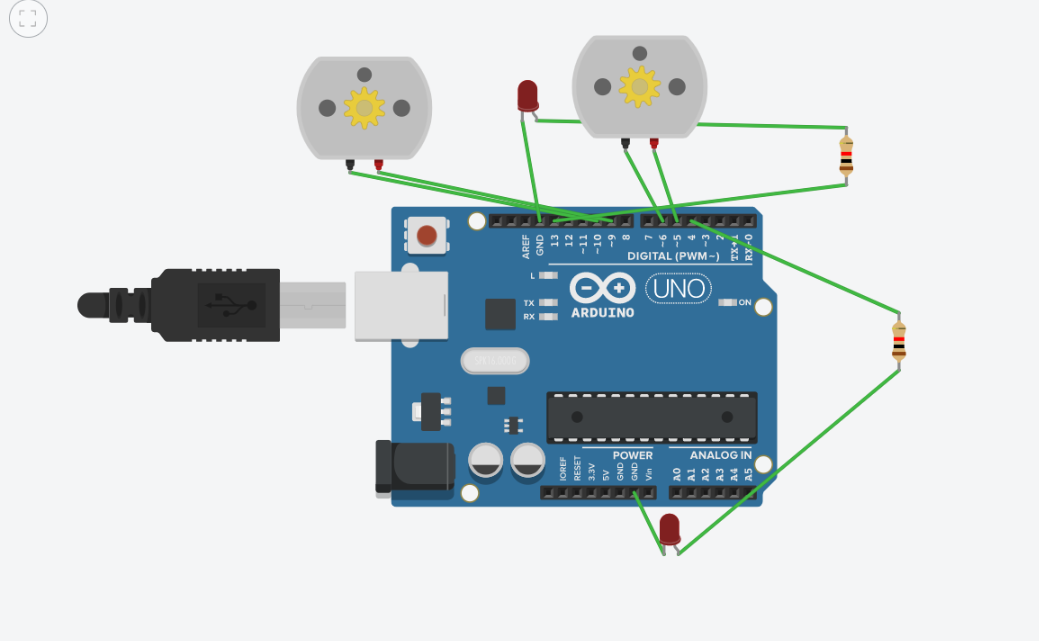 AREF
GND
13
12
~11
~10
~9
8
7
~6
~5
4
~3
2
TX→1
RX←0
DIGITAL (PWM~)
L
TX
RX
UNO
ARDUINO
ON
POWER
ANALOG IN
IOREF
RESET
3.3V
5V
GND
GND
Vin
A0
A1
A2
A3
A4
A5